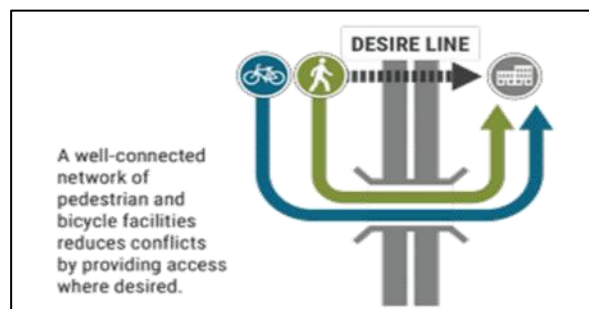 DESIRE LINE
A well-connected
network of
pedestrian and
bicycle facilities
reduces conflicts
by providing access
where desired.